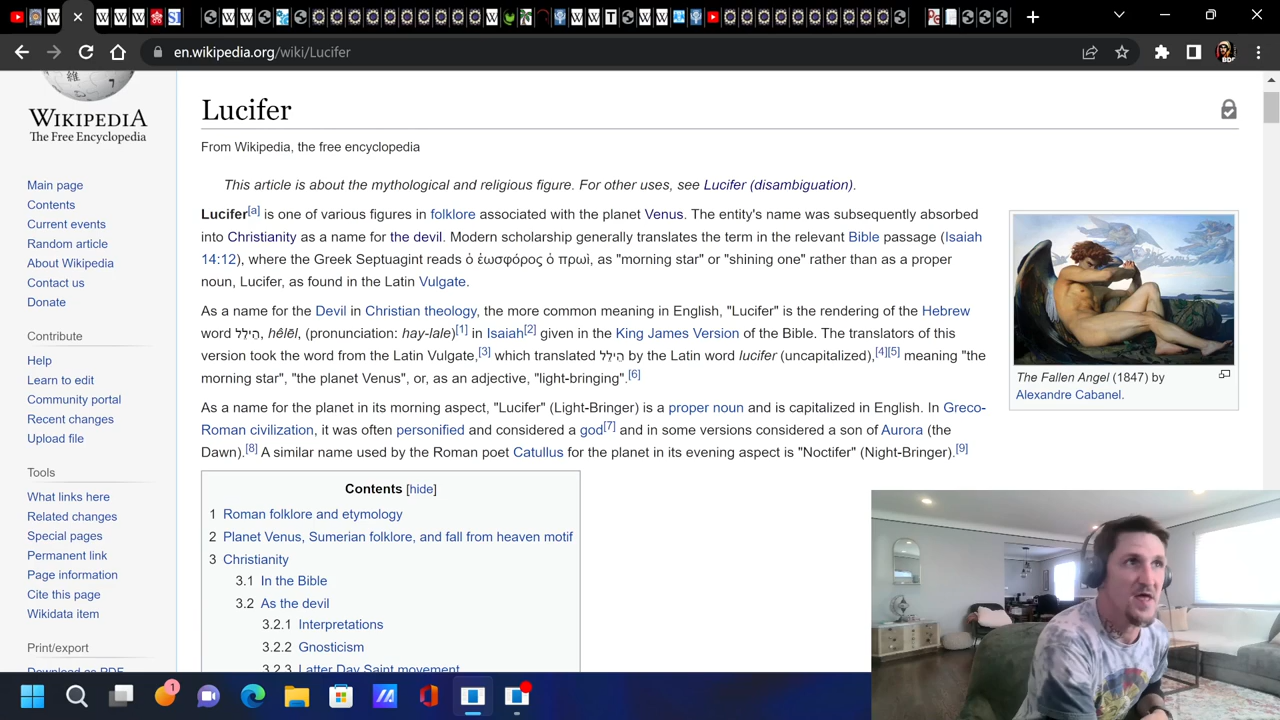 en.wikipedia.org/wiki/Lucifer
WIKIPEDIA
The Free Encyclopedia
Main page
Contents
Current events
Random article
About Wikipedia
Contact us
Donate
Contribute
Help
Learn to edit
Community portal
Recent changes
Upload file
Tools
What links here
Related changes
Special pages
Permanent link
Page information
Cite this page
Wikidata item
Print/export
Download as PDF
Lucifer
From Wikipedia, the free encyclopedia
This article is about the mythological and religious figure. For other uses, see Lucifer (disambiguation).
Lucifer[a] is one of various figures in folklore associated with the planet Venus. The entity's name was subsequently absorbed
into Christianity as a name for the devil. Modern scholarship generally translates the term in the relevant Bible passage (Isaiah
14:12), where the Greek Septuagint reads ὁ ἑωσφόρος ὁ πρωὶ, as "morning star" or "shining one" rather than as a proper
noun, Lucifer, as found in the Latin Vulgate.
As a name for the Devil in Christian theology, the more common meaning in English, "Lucifer" is the rendering of the Hebrew
word הֵילֵל, hêlēl, (pronunciation: hay-lale)[1] in Isaiah[2] given in the King James Version of the Bible. The translators of this
version took the word from the Latin Vulgate,[3] which translated הֵילֵל by the Latin word lucifer (uncapitalized),[4][5] meaning "the
morning star", "the planet Venus", or, as an adjective, "light-bringing".[6]
As a name for the planet in its morning aspect, "Lucifer" (Light-Bringer) is a proper noun and is capitalized in English. In Greco-
Roman civilization, it was often personified and considered a god[7] and in some versions considered a son of Aurora (the
Dawn).[8] A similar name used by the Roman poet Catullus for the planet in its evening aspect is "Noctifer" (Night-Bringer).[9]
The Fallen Angel (1847) by
Alexandre Cabanel.
Contents [hide]
1 Roman folklore and etymology
2 Planet Venus, Sumerian folklore, and fall from heaven motif
3 Christianity
3.1 In the Bible
3.2 As the devil
3.2.1 Interpretations
3.2.2 Gnosticism
3.2.3 Latter Day Saint movement